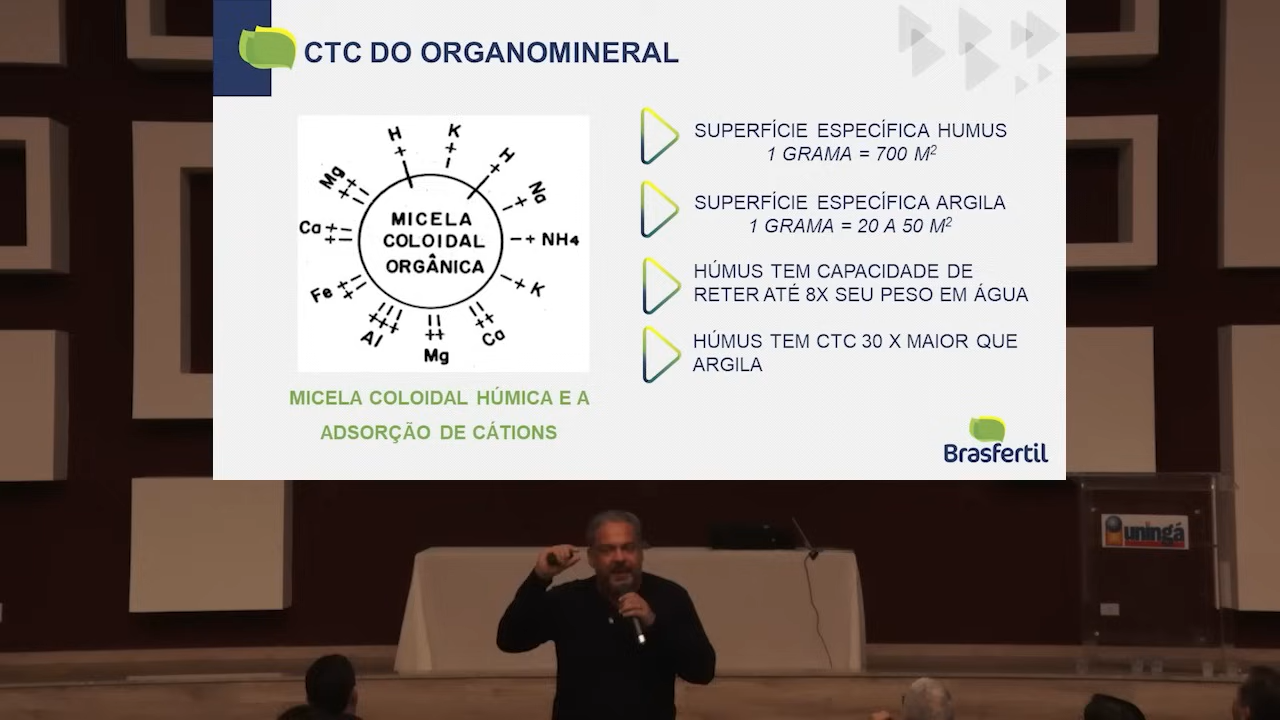 CTC DO ORGANOMINERAL
H
K
+
+
H
+
Mg
++
Na
+
Ca +
+
MICELA
COLOIDAL
ORGÂNICA
+ NH4
Fe ++
+ K
+++
Al
++
Mg
++
Ca
MICELA COLOIDAL HÚMICA E A
ADSORÇÃO DE CÁTIONS
SUPERFÍCIE ESPECÍFICA HUMUS
1 GRAMA = 700 M²
SUPERFÍCIE ESPECÍFICA ARGILA
1 GRAMA = 20 A 50 M²
HÚMUS TEM CAPACIDADE DE
RETER ATÉ 8X SEU PESO EM ÁGUA
HÚMUS TEM CTC 30 X MAIOR QUE
ARGILA
Brasfertil
uningá